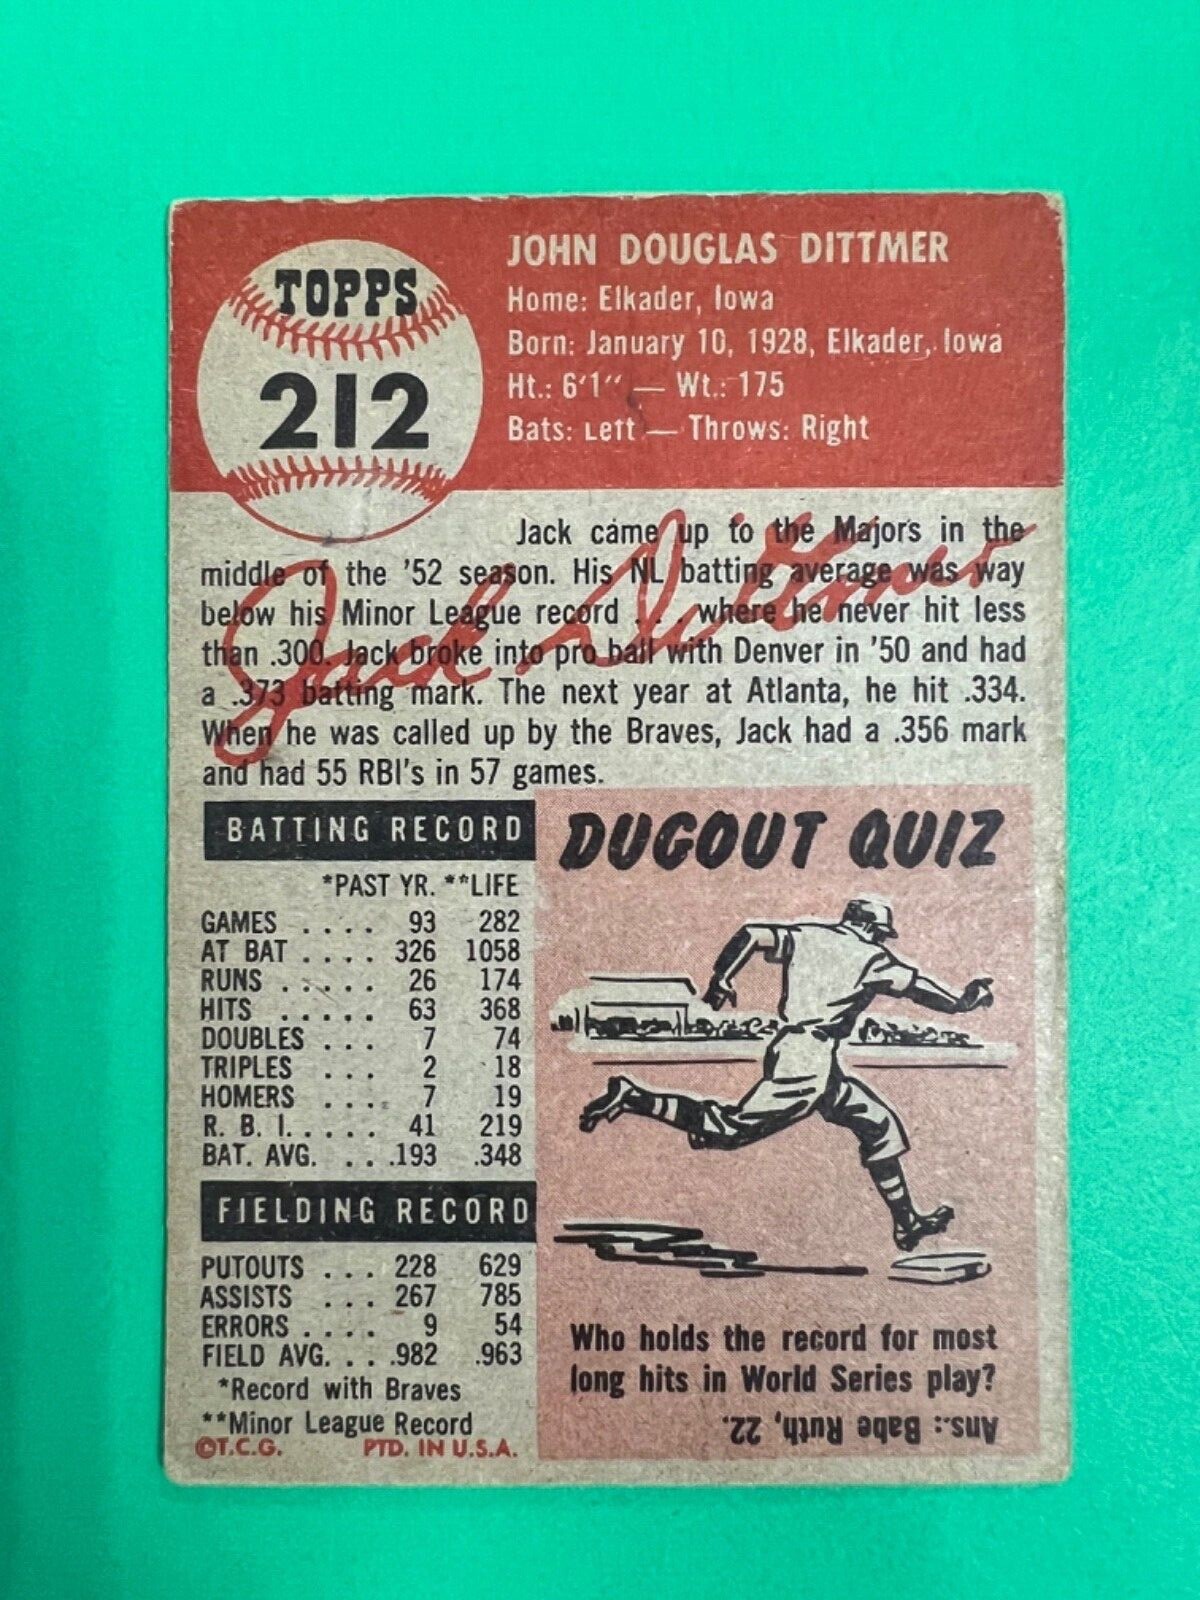 TOPPS
212
JOHN DOUGLAS DITTMER
Home: Elkader, Iowa
Born: January 10, 1928, Elkader, Iowa
Ht.: 6'1" — Wt.: 175
Bats: Left — Throws: Right
Jack Dittmer
Jack came up to the Majors in the
middle of the '52 season. His NL batting average was way
below his Minor League record . . . where he never hit less
than .300. Jack broke into pro ball with Denver in '50 and had
a .373 batting mark. The next year at Atlanta, he hit .334.
When he was called up by the Braves, Jack had a .356 mark
and had 55 RBI's in 57 games.
BATTING RECORD
*PAST YR. **LIFE
GAMES . . . . 93 282
AT BAT . . . . 326 1058
RUNS . . . . . 26 174
HITS . . . . . 63 368
DOUBLES . . . 7 74
TRIPLES . . . 2 18
HOMERS . . . 7 19
R. B. I. . . . . 41 219
BAT. AVG. . . .193 .348
FIELDING RECORD
PUTOUTS . . . 228 629
ASSISTS . . . 267 785
ERRORS . . . . 9 54
FIELD AVG. . . .982 .963
*Record with Braves
**Minor League Record
©T.C.G. PTD. IN U.S.A.
DUGOUT QUIZ
Who holds the record for most
long hits in World Series play?
Ans.: Babe Ruth, 22.